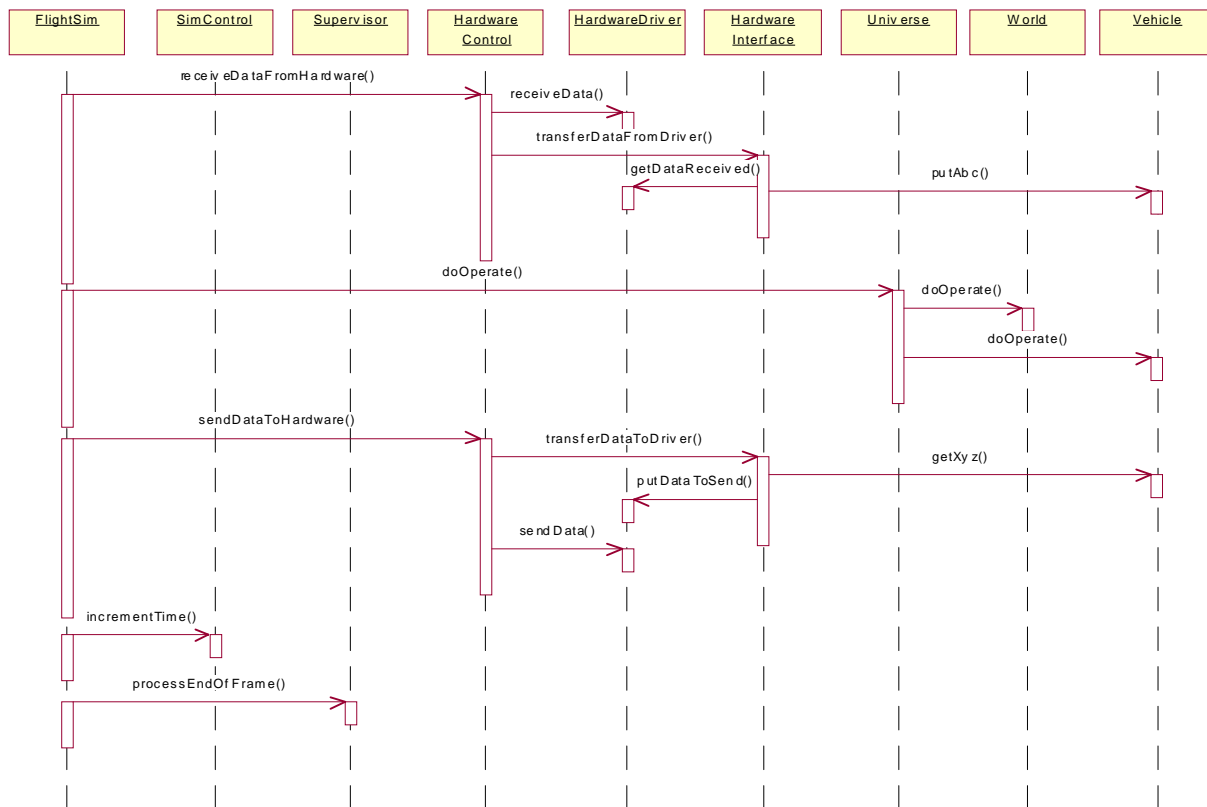 FlightSim
SimControl
Supervisor
Hardware
Control
HardwareDriver
Hardware
Interface
Universe
World
Vehicle
receiveDataFromHardware()
receiveData()
transferDataFromDriver()
getDataReceived()
putAbc()
doOperate()
doOperate()
doOperate()
sendDataToHardware()
transferDataToDriver()
getXyz()
putDataToSend()
sendData()
incrementTime()
processEndOfFrame()